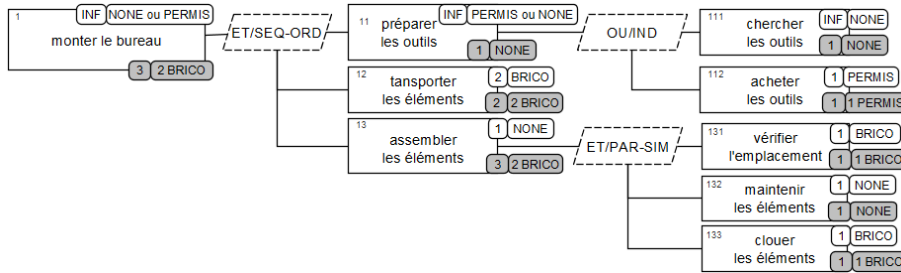 1
INF NONE ou PERMIS
monter le bureau
3 2 BRICO
ET/SEQ-ORD
11
INF PERMIS ou NONE
préparer
les outils
1 NONE
OU/IND
111
INF NONE
chercher
les outils
1 NONE
112
1 PERMIS
acheter
les outils
1 1 PERMIS
12
2 BRICO
tansporter
les éléments
2 2 BRICO
13
1 NONE
assembler
les éléments
3 2 BRICO
ET/PAR-SIM
131
1 BRICO
vérifier
l'emplacement
1 1 BRICO
132
1 NONE
maintenir
les éléments
1 NONE
133
1 BRICO
clouer
les éléments
1 1 BRICO